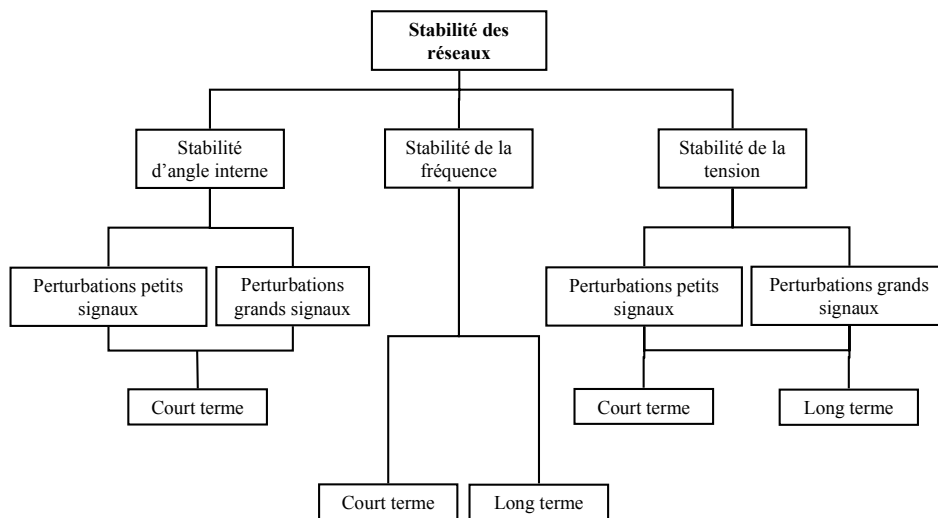 Stabilité des
réseaux
Stabilité
d'angle interne
Stabilité de la
fréquence
Stabilité de la
tension
Perturbations petits
signaux
Perturbations
grands signaux
Perturbations petits
signaux
Perturbations grands
signaux
Court terme
Court terme
Long terme
Court terme
Long terme